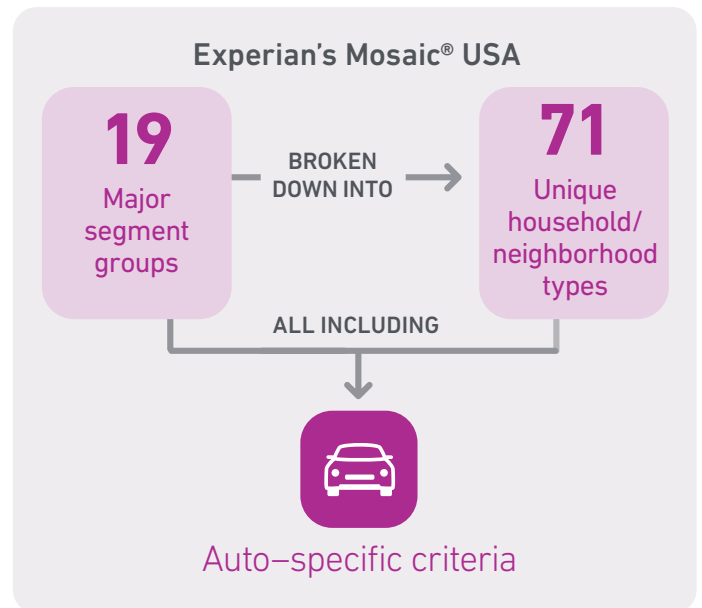 Experian's Mosaic® USA
19
Major
segment
groups
BROKEN
DOWN INTO
71
Unique
household/
neighborhood
types
ALL INCLUDING
Auto–specific criteria